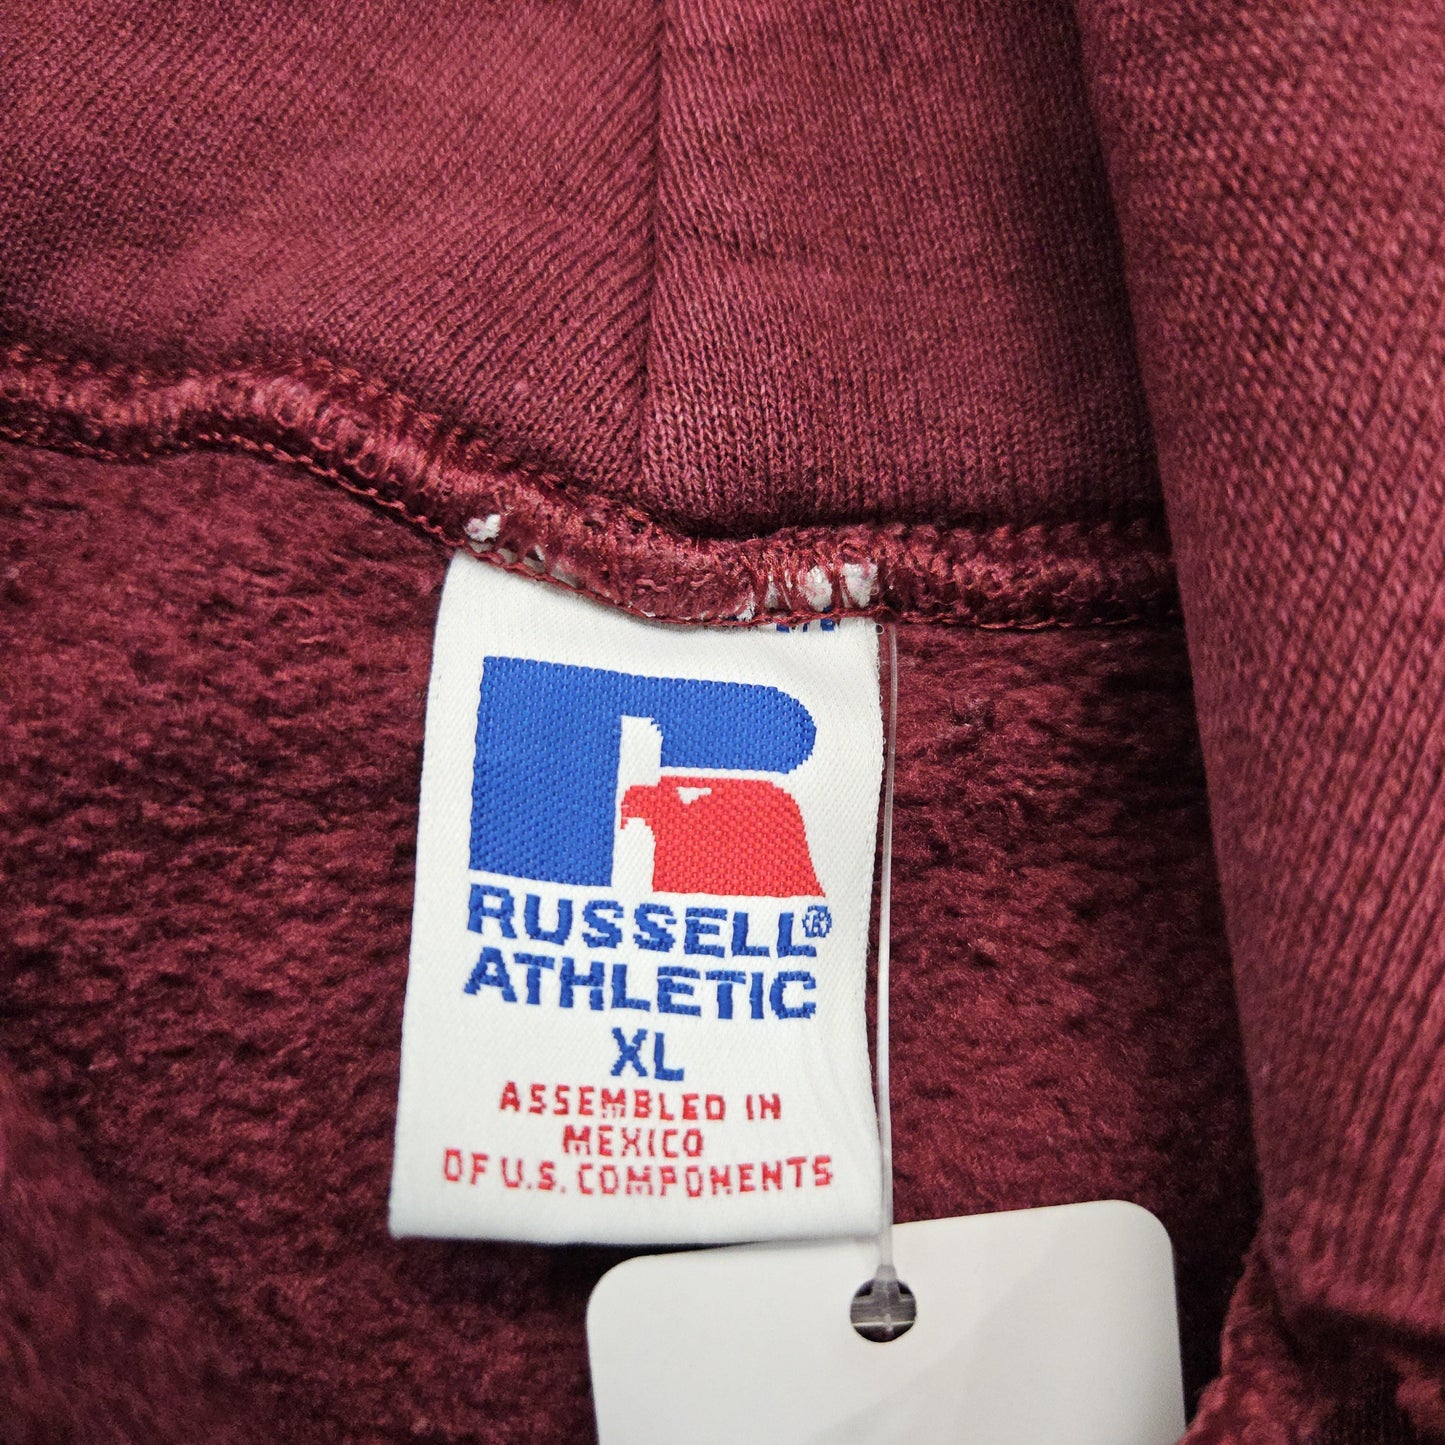 RUSSELL®
ATHLETIC
XL
ASSEMBLED IN
MEXICO
OF U.S. COMPONENTS